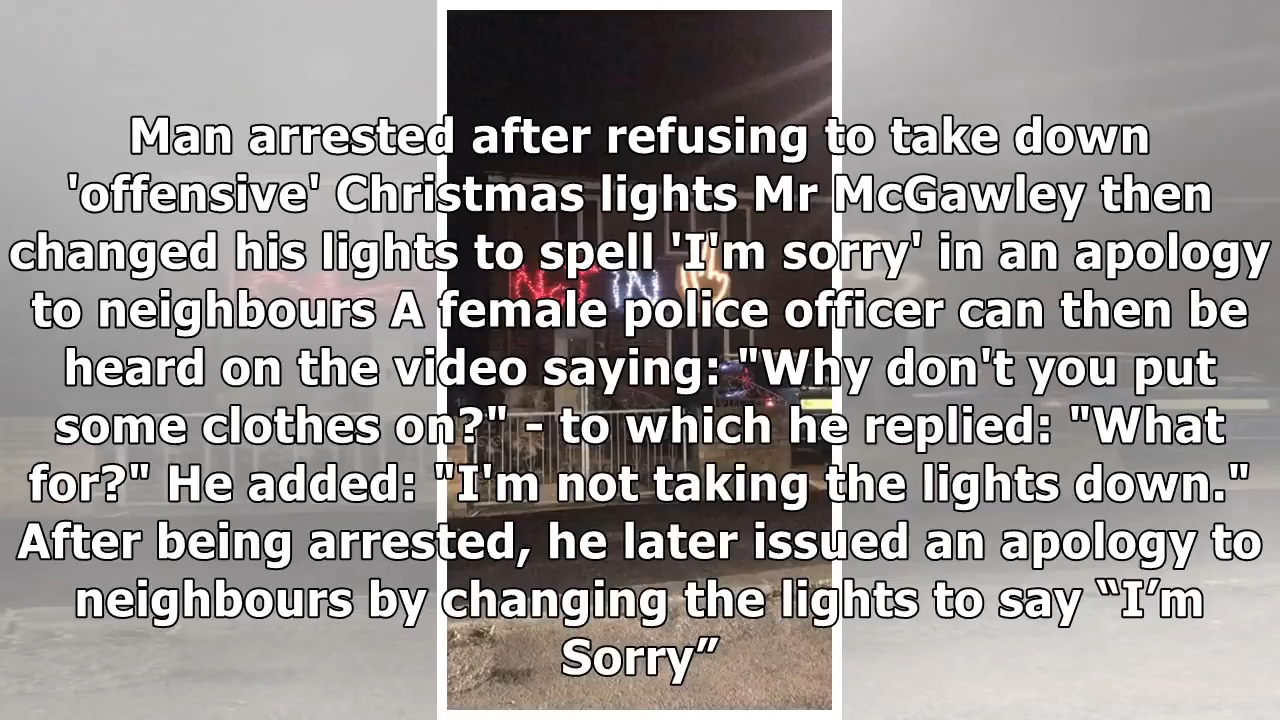 Man arrested after refusing to take down
'offensive' Christmas lights Mr McGawley then
changed his lights to spell 'I'm sorry' in an apology
to neighbours A female police officer can then be
heard on the video saying: "Why don't you put
some clothes on?" - to which he replied: "What
for?" He added: "I'm not taking the lights down."
After being arrested, he later issued an apology to
neighbours by changing the lights to say “I’m
Sorry”
NOT IN